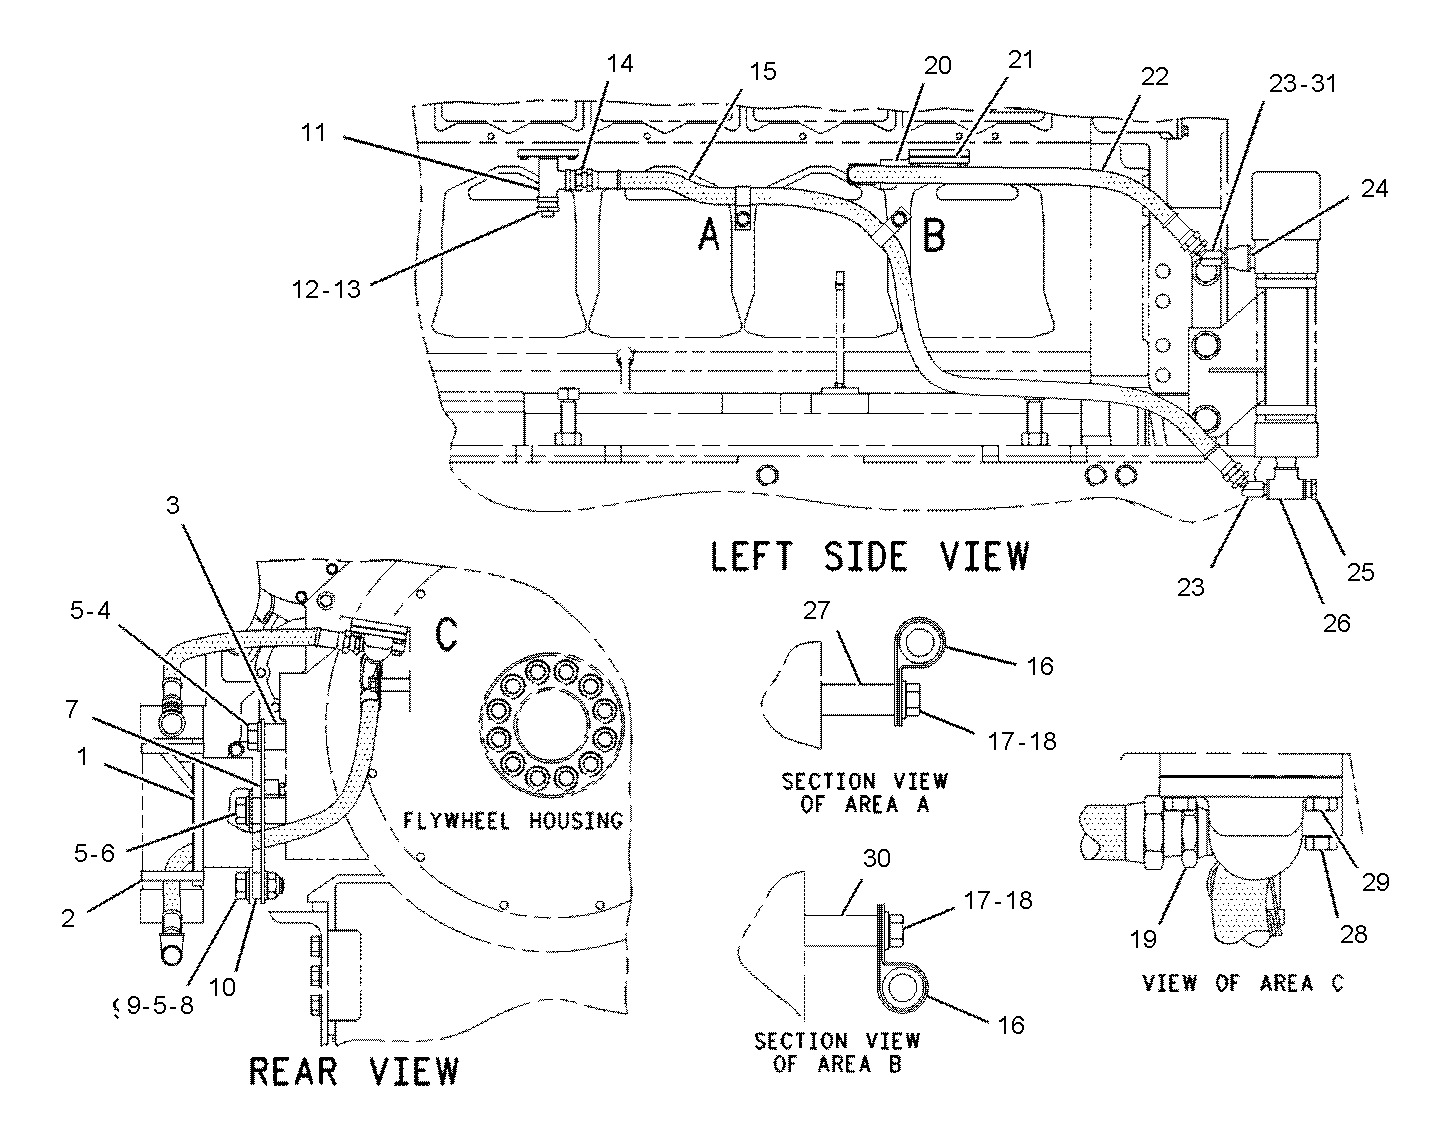 14
15
20
21
22
23-31
11
24
A
B
12-13
LEFT SIDE VIEW
23
25
26
3
5-4
C
7
1
FLYWHEEL HOUSING
5-6
2
10
9-5-8
REAR VIEW
27
16
17-18
SECTION VIEW
OF AREA A
30
17-18
16
SECTION VIEW
OF AREA B
29
28
19
VIEW OF AREA C